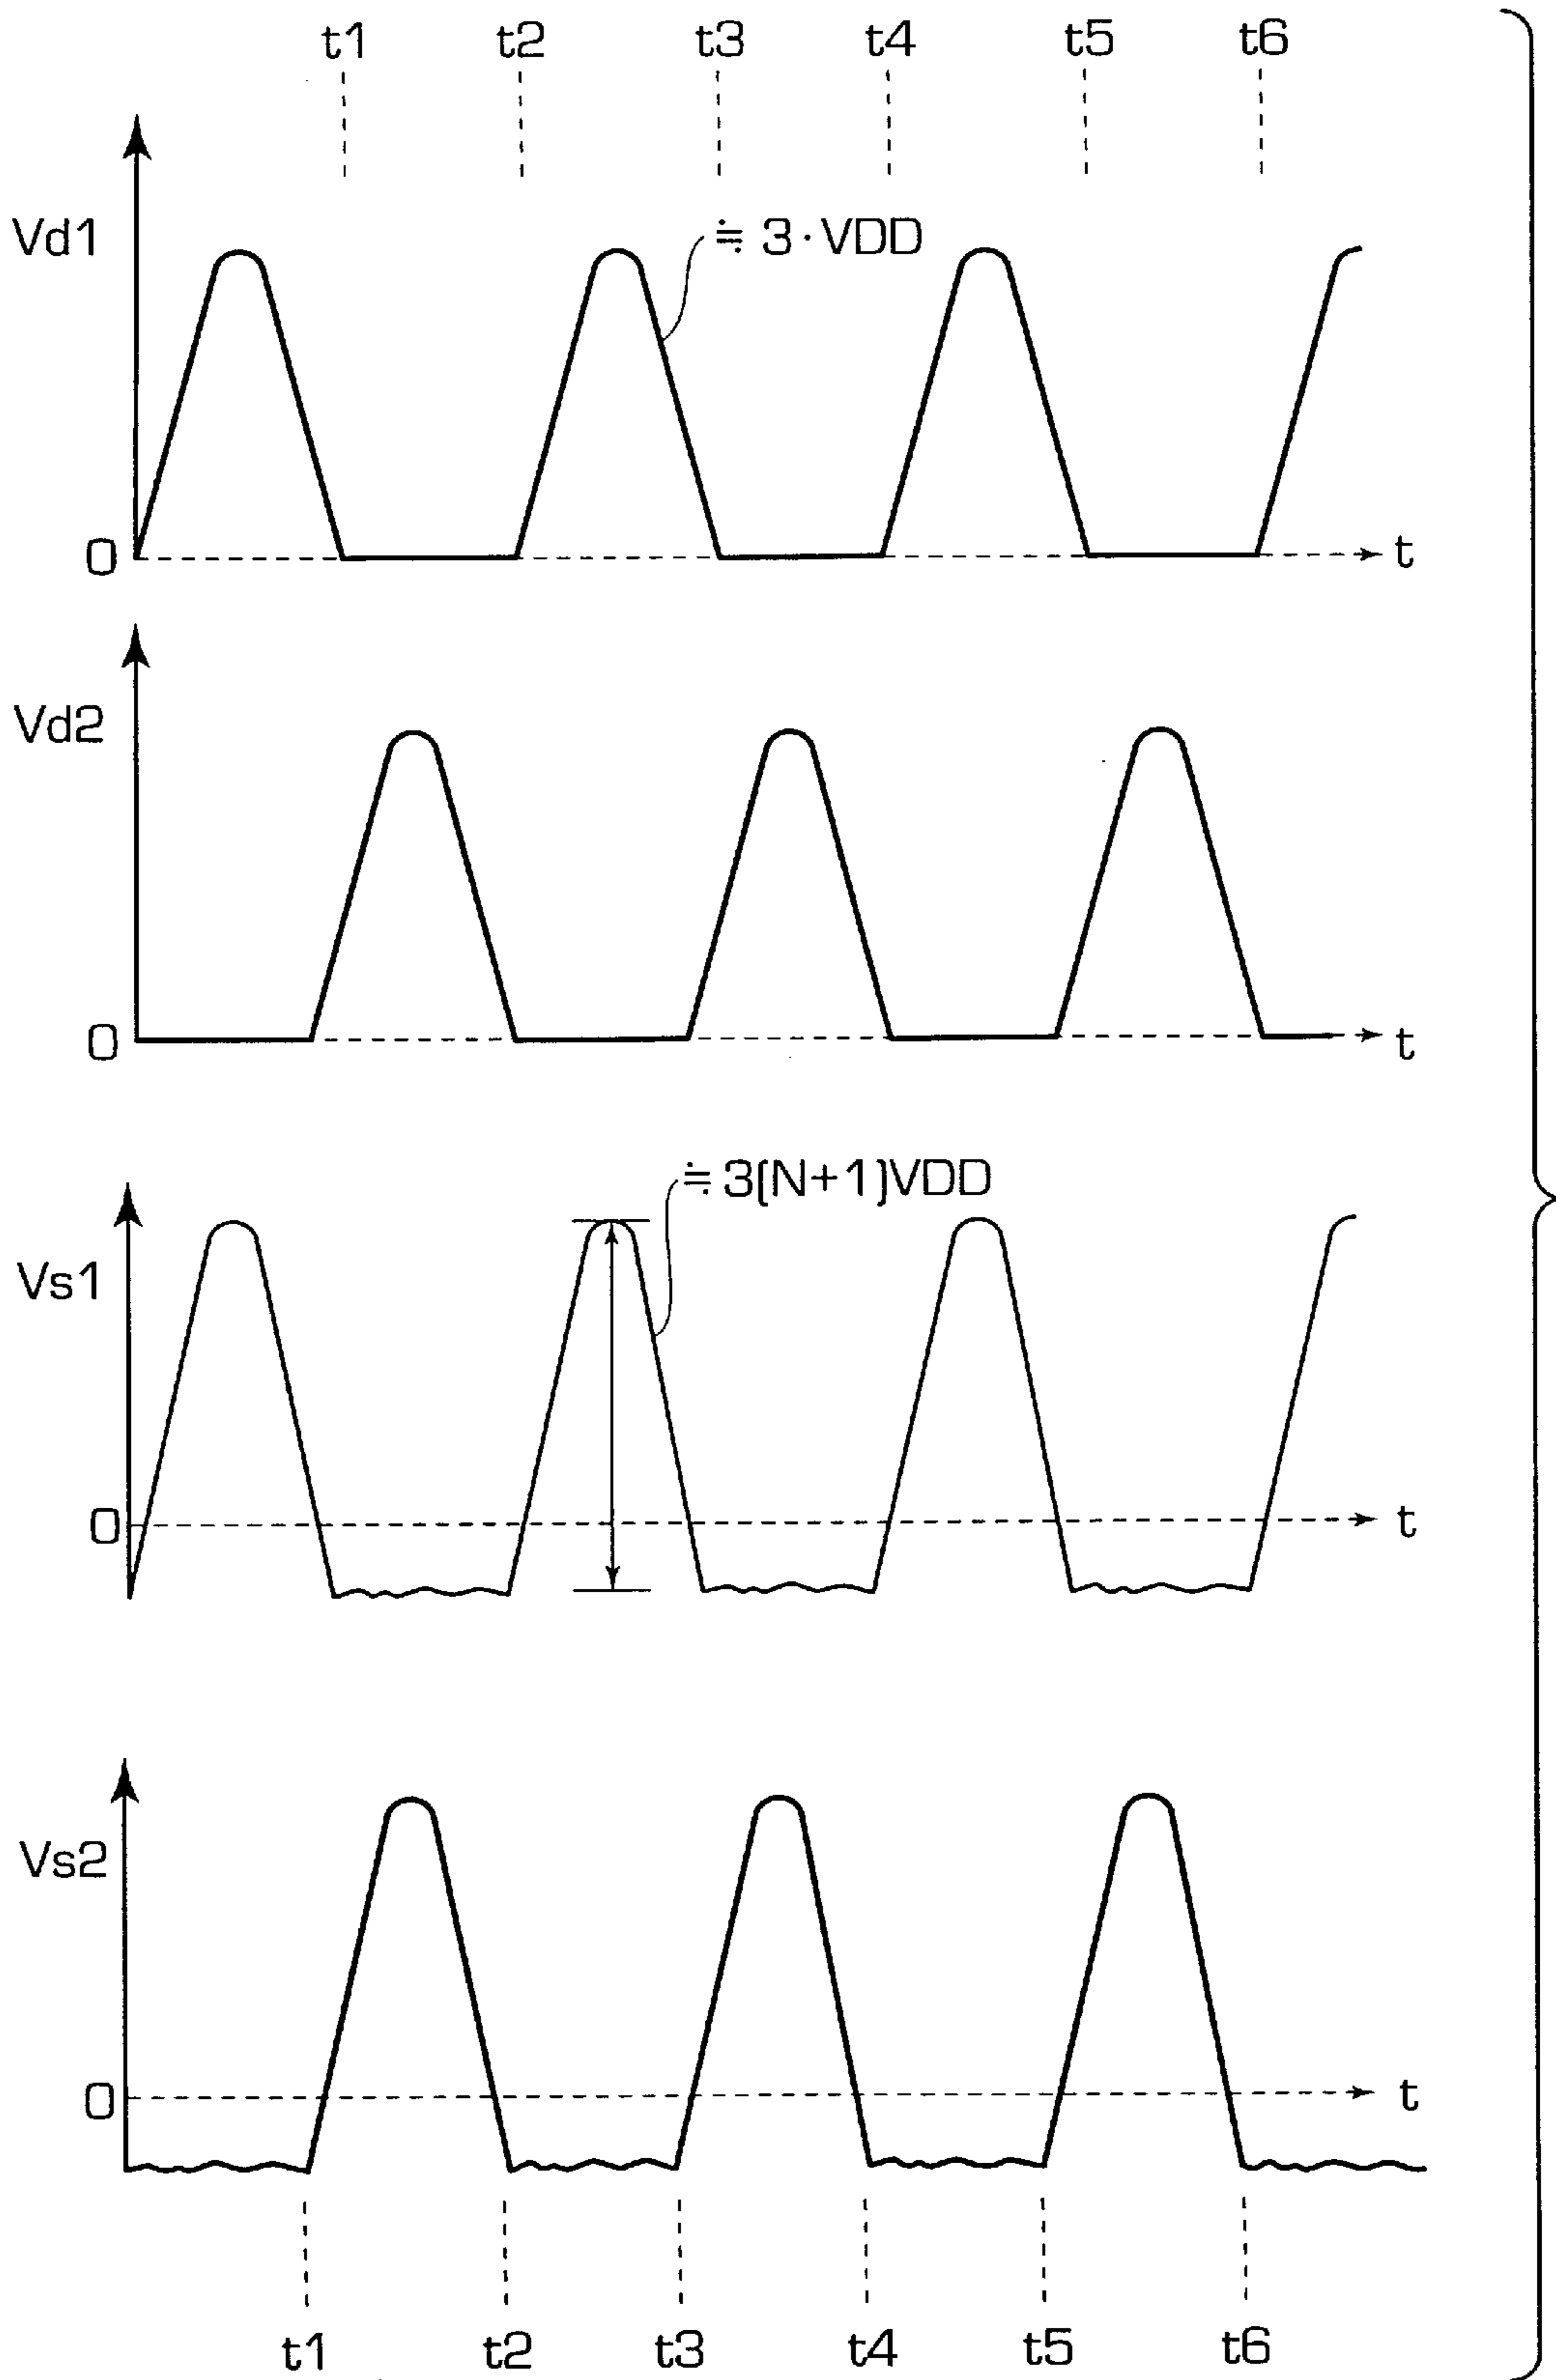 t1 t2 t3 t4 t5 t6
Vd1
≒ 3·VDD
0
t
Vd2
0
t
≒ 3(N+1)VDD
Vs1
0
t
Vs2
0
t
t1 t2 t3 t4 t5 t6